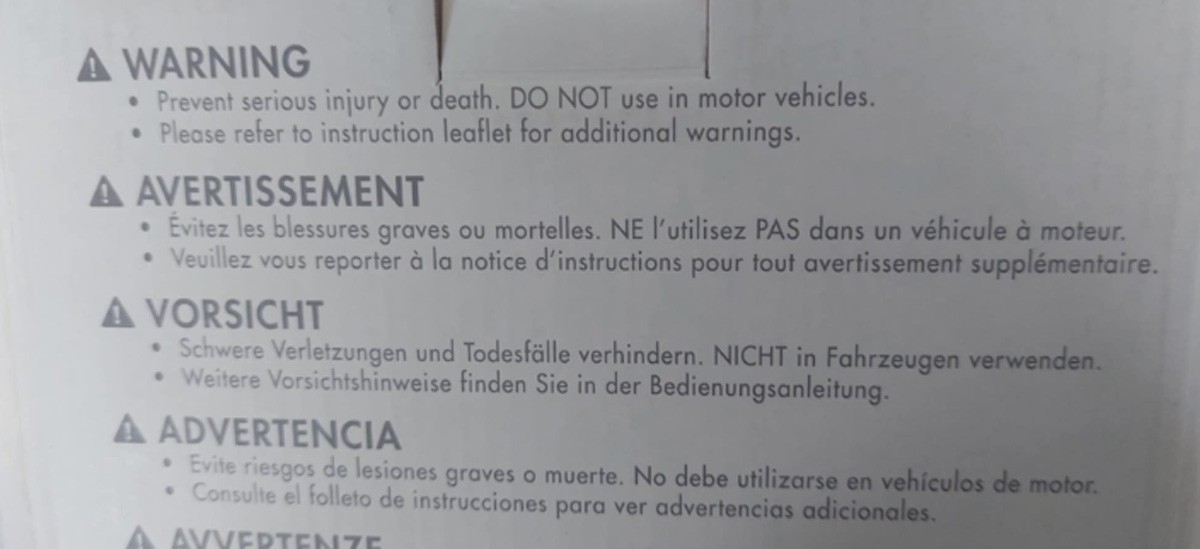 ⚠ WARNING
• Prevent serious injury or death. DO NOT use in motor vehicles.
• Please refer to instruction leaflet for additional warnings.
⚠ AVERTISSEMENT
• Évitez les blessures graves ou mortelles. NE l'utilisez PAS dans un véhicule à moteur.
• Veuillez vous reporter à la notice d'instructions pour tout avertissement supplémentaire.
⚠ VORSICHT
• Schwere Verletzungen und Todesfälle verhindern. NICHT in Fahrzeugen verwenden.
• Weitere Vorsichtshinweise finden Sie in der Bedienungsanleitung.
⚠ ADVERTENCIA
• Evite riesgos de lesiones graves o muerte. No debe utilizarse en vehículos de motor.
• Consulte el folleto de instrucciones para ver advertencias adicionales.
⚠ AVVERTENZE